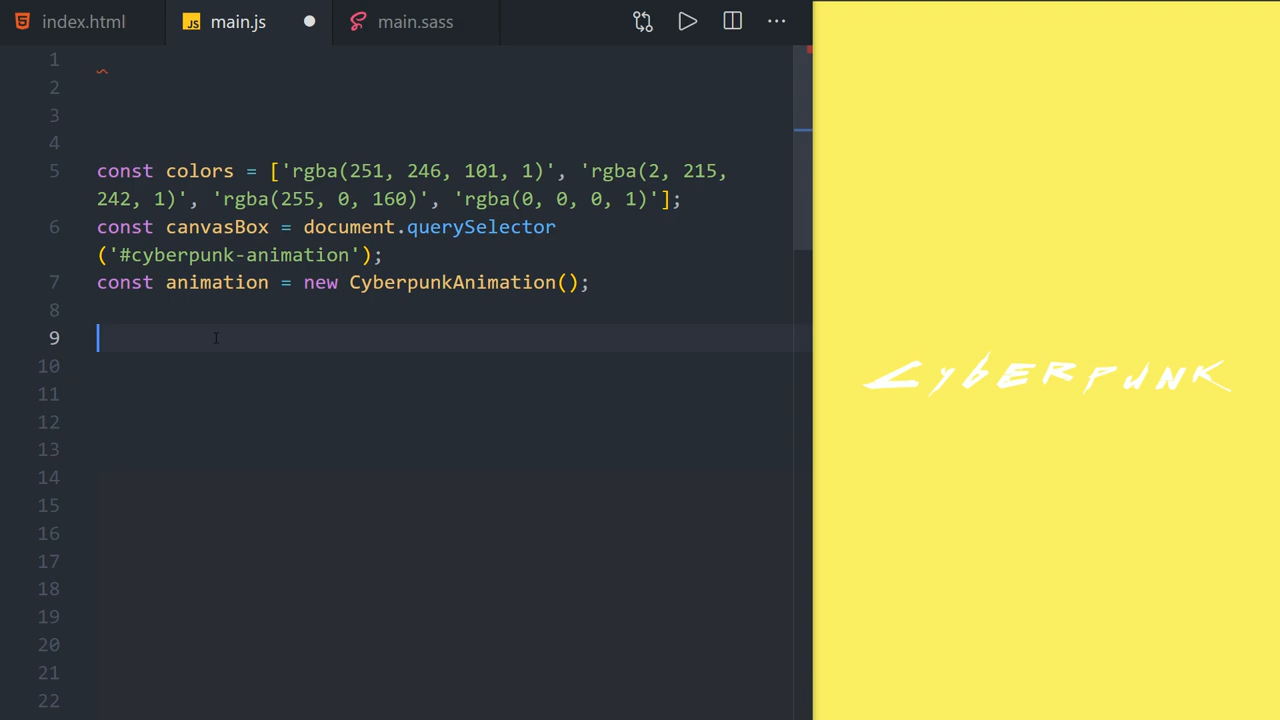 index.html
JS main.js
main.sass
1
2
3
4
5 const colors = ['rgba(251, 246, 101, 1)', 'rgba(2, 215,
242, 1)', 'rgba(255, 0, 160)', 'rgba(0, 0, 0, 1)'];
6 const canvasBox = document.querySelector
('#cyberpunk-animation');
7 const animation = new CyberpunkAnimation();
8
9
10
11
12
13
14
15
16
17
18
19
20
21
22
CybERPUNK